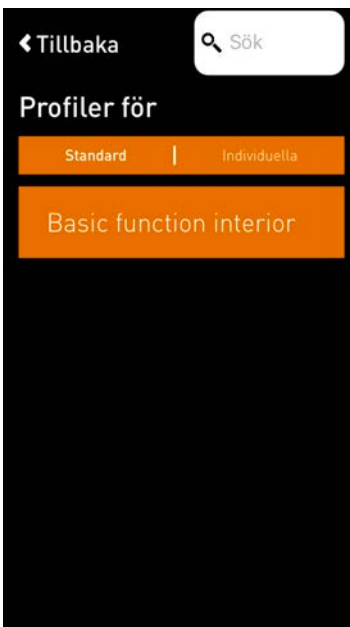 Tillbaka
Sök
Profiler för
Standard | Individuella
Basic function interior